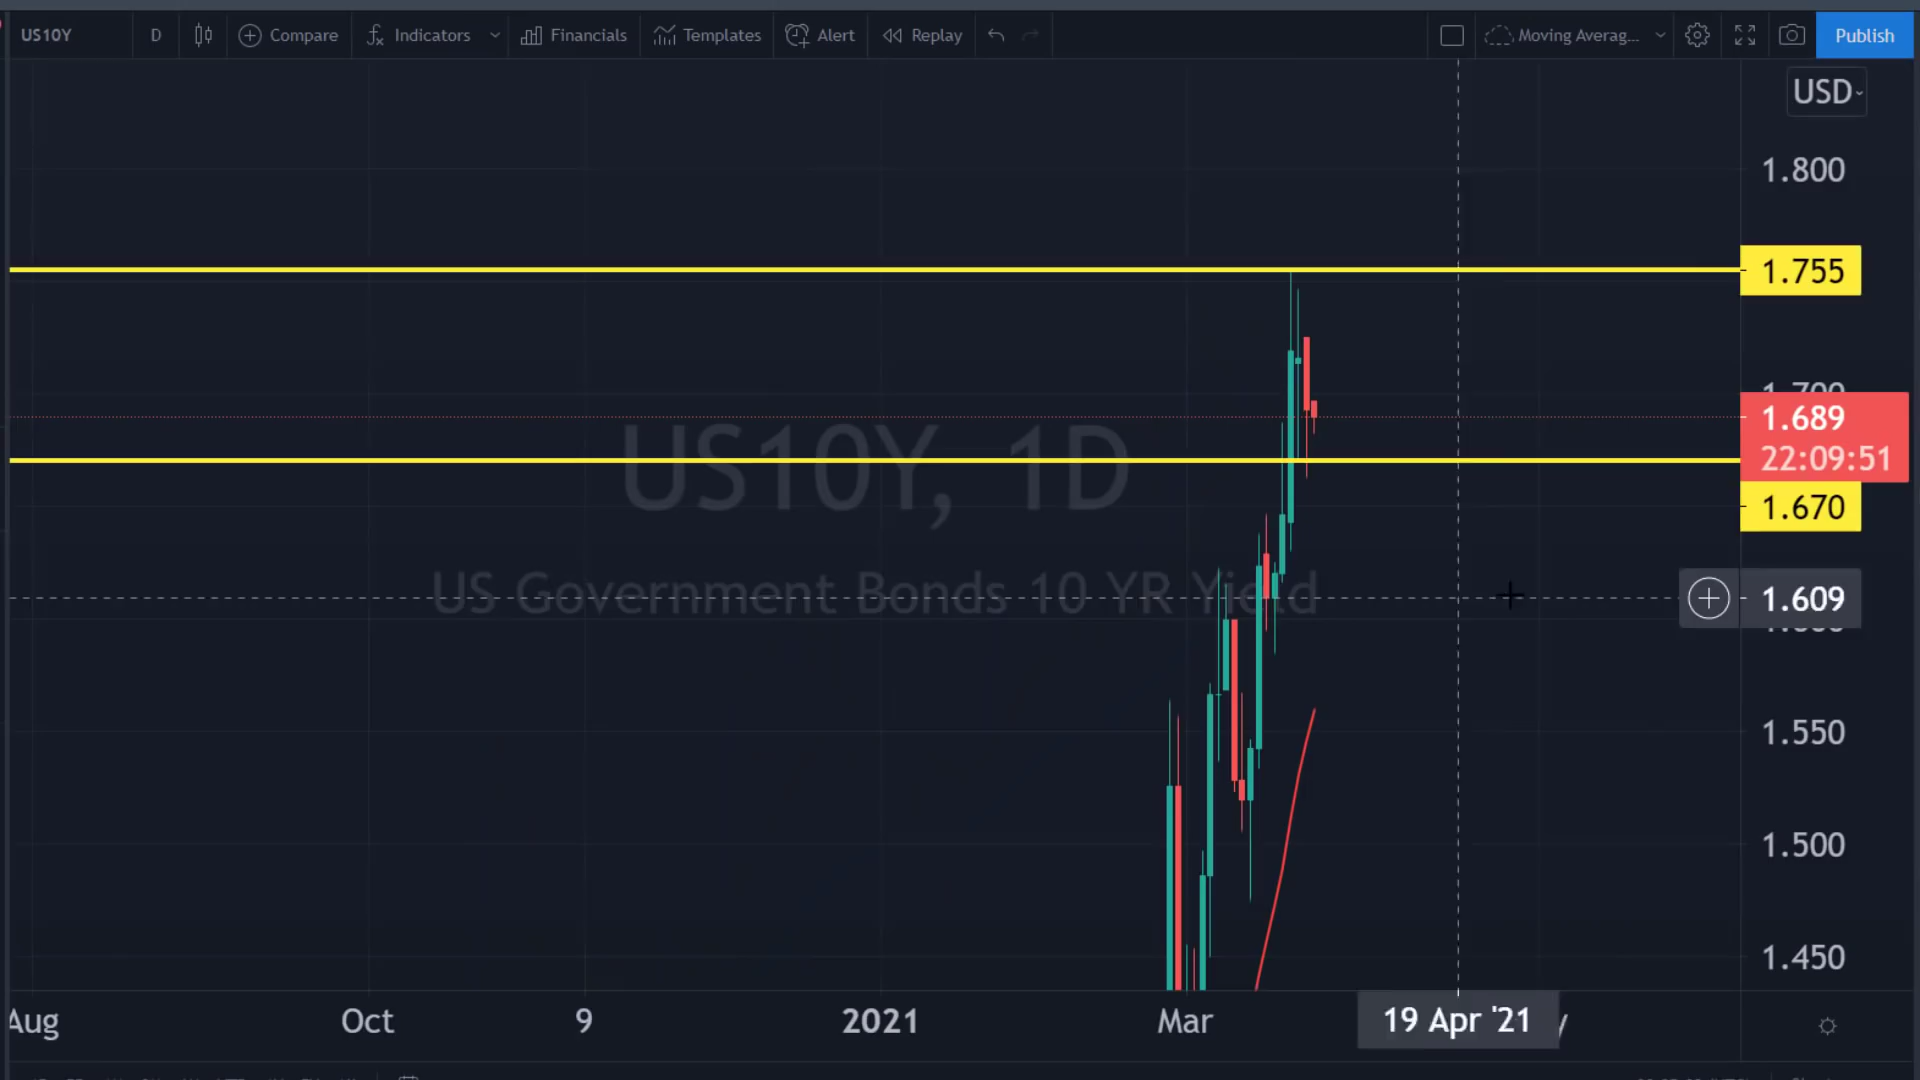 US10Y D Compare Indicators Financials Templates Alert Replay Moving Averag... Publish
USD
1.800
1.755
1.700
1.689
22:09:51
1.670
1.609
1.550
1.500
1.450
US10Y, 1D
US Government Bonds 10 YR Yield
Aug Oct 9 2021 Mar 19 Apr '21